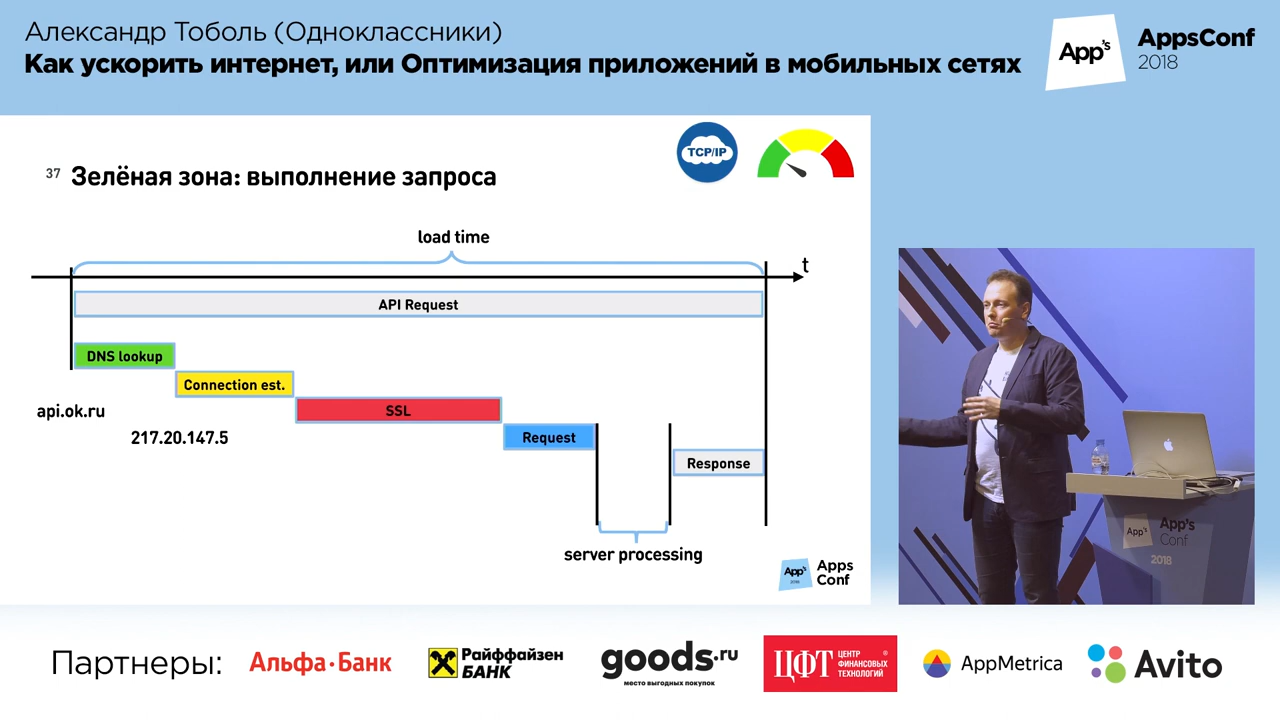 Александр Тоболь (Одноклассники)
Как ускорить интернет, или Оптимизация приложений в мобильных сетях
App's
AppsConf
2018
TCP/IP
37 Зелёная зона: выполнение запроса
load time
t
API Request
DNS lookup
Connection est.
api.ok.ru
SSL
217.20.147.5
Request
Response
server processing
App's
2018
Apps
Conf
App's
App's
Conf
2018
Партнеры:
Альфа·Банк
Райффайзен
БАНК
goods.ru
место выгодных покупок
ЦФТ
ЦЕНТР
ФИНАНСОВЫХ
ТЕХНОЛОГИЙ
®
AppMetrica
Avito